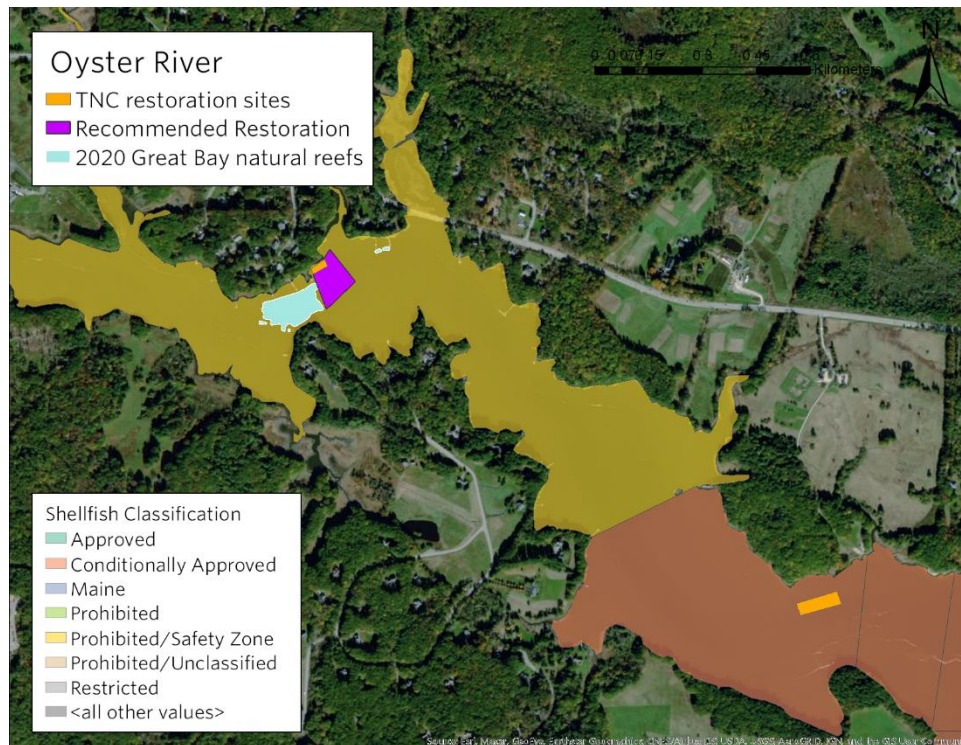 Oyster River
TNC restoration sites
Recommended Restoration
2020 Great Bay natural reefs
N
Kilometers
Shellfish Classification
Approved
Conditionally Approved
Maine
Prohibited
Prohibited/Safety Zone
Prohibited/Unclassified
Restricted
<all other values>